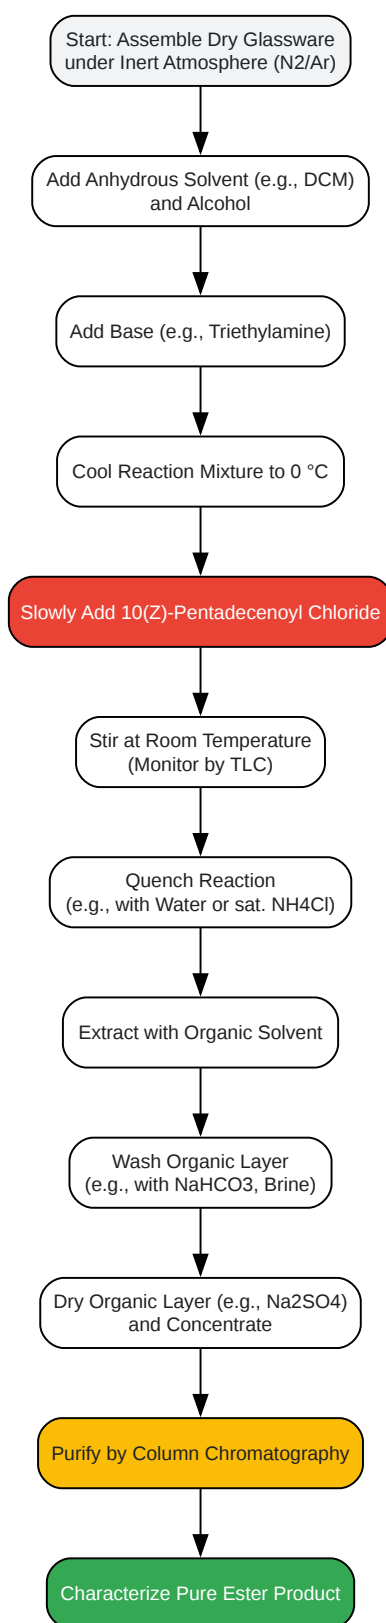 Start: Assemble Dry Glassware
under Inert Atmosphere (N2/Ar)
Add Anhydrous Solvent (e.g., DCM)
and Alcohol
Add Base (e.g., Triethylamine)
Cool Reaction Mixture to 0 °C
Slowly Add 10(Z)-Pentadecenoyl Chloride
Stir at Room Temperature
(Monitor by TLC)
Quench Reaction
(e.g., with Water or sat. NH4Cl)
Extract with Organic Solvent
Wash Organic Layer
(e.g., with NaHCO3, Brine)
Dry Organic Layer (e.g., Na2SO4)
and Concentrate
Purify by Column Chromatography
Characterize Pure Ester Product